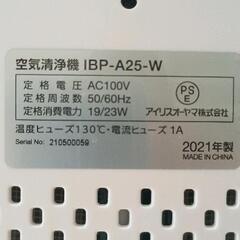 空気清浄機 IBP-A25-W
定格電圧 AC100V
定格周波数 50/60Hz
定格消費電力 19/23W
PSE
アイリスオーヤマ株式会社
温度ヒューズ130℃・電流ヒューズ 1A
Serial No.: 210500059
2021年製
MADE IN CHINA